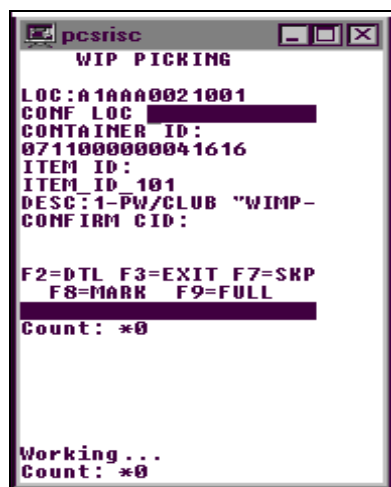 pcsrisc
WIP PICKING
LOC:A1AAA0021001
CONF LOC
CONTAINER ID:
0711000000041616
ITEM ID:
ITEM_ID_101
DESC:1-PW/CLUB "WIMP-
CONFIRM CID:
F2=DTL F3=EXIT F7=SKP
F8=MARK F9=FULL
Count: *0
Working...
Count: *0